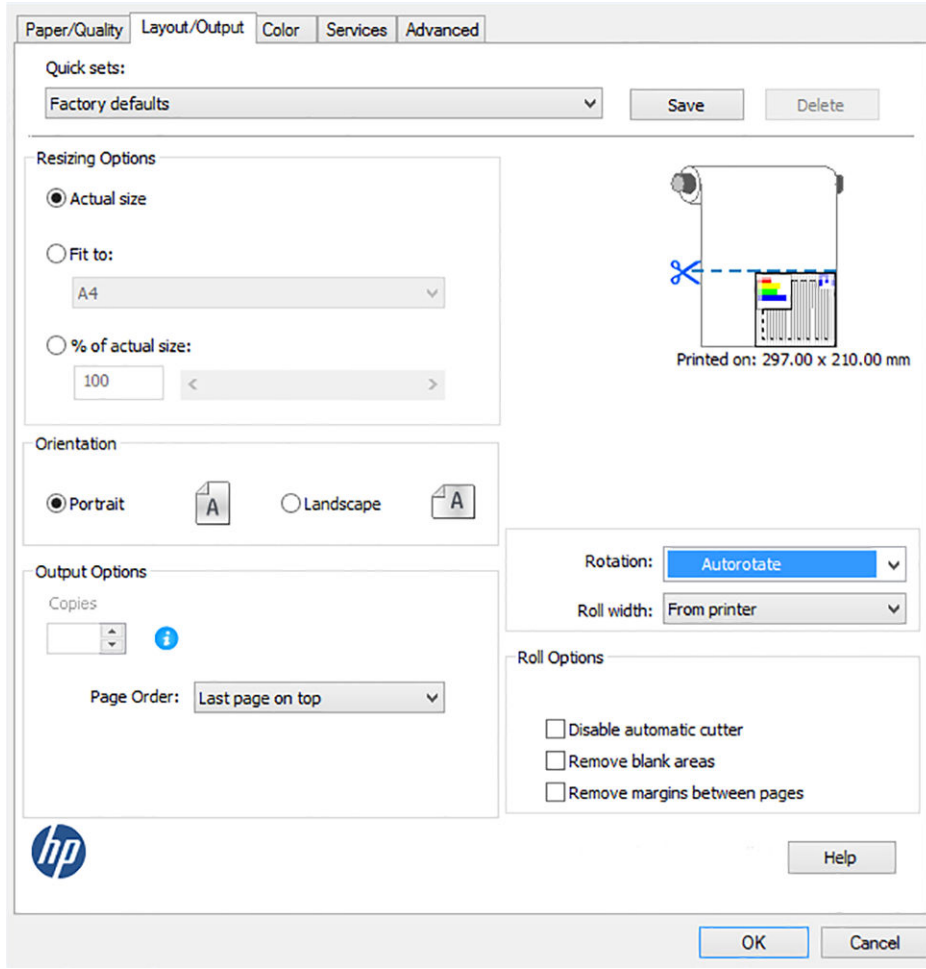 Paper/Quality Layout/Output Color Services Advanced
Quick sets:
Factory defaults Save Delete
Resizing Options
Actual size
Fit to:
A4
% of actual size:
100
Printed on: 297.00 x 210.00 mm
Orientation
Portrait A Landscape A
Rotation: Autorotate
Roll width: From printer
Output Options
Copies
Page Order: Last page on top
Roll Options
Disable automatic cutter
Remove blank areas
Remove margins between pages
hp
Help
OK Cancel